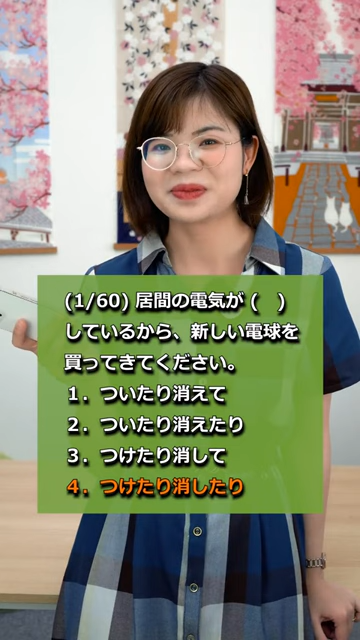 (1/60) 居間の電気が (　)
しているから、新しい電球を
買ってきてください。
１．ついたり消えて
２．ついたり消えたり
３．つけたり消して
４．つけたり消したり